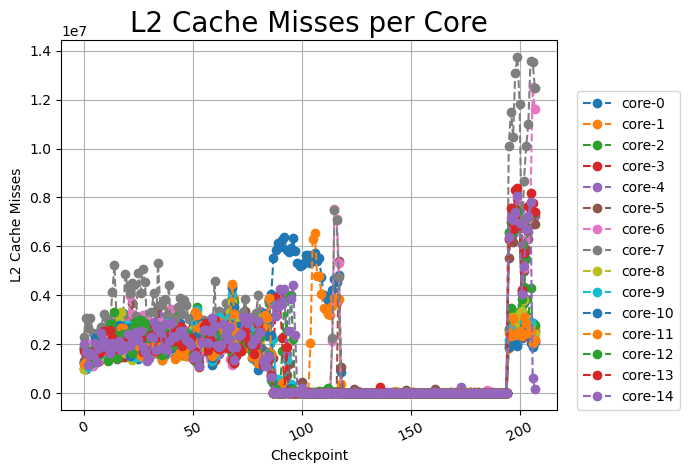 L2 Cache Misses per Core
1e7
1.4
1.2
1.0
0.8
0.6
0.4
0.2
0.0
L2 Cache Misses
0
50
100
150
200
Checkpoint
core-0
core-1
core-2
core-3
core-4
core-5
core-6
core-7
core-8
core-9
core-10
core-11
core-12
core-13
core-14